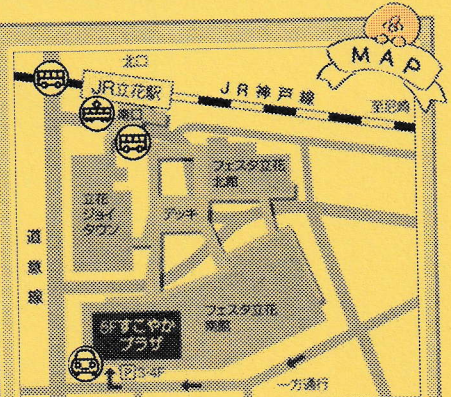 MAP
北口
JR立花駅
JR神戸線
至尼崎
南口
フェスタ立花
北館
立花
ジョイ
タウン
デッキ
道意線
フェスタ立花
南館
5Fすこやか
プラザ
P3-4F
一方通行